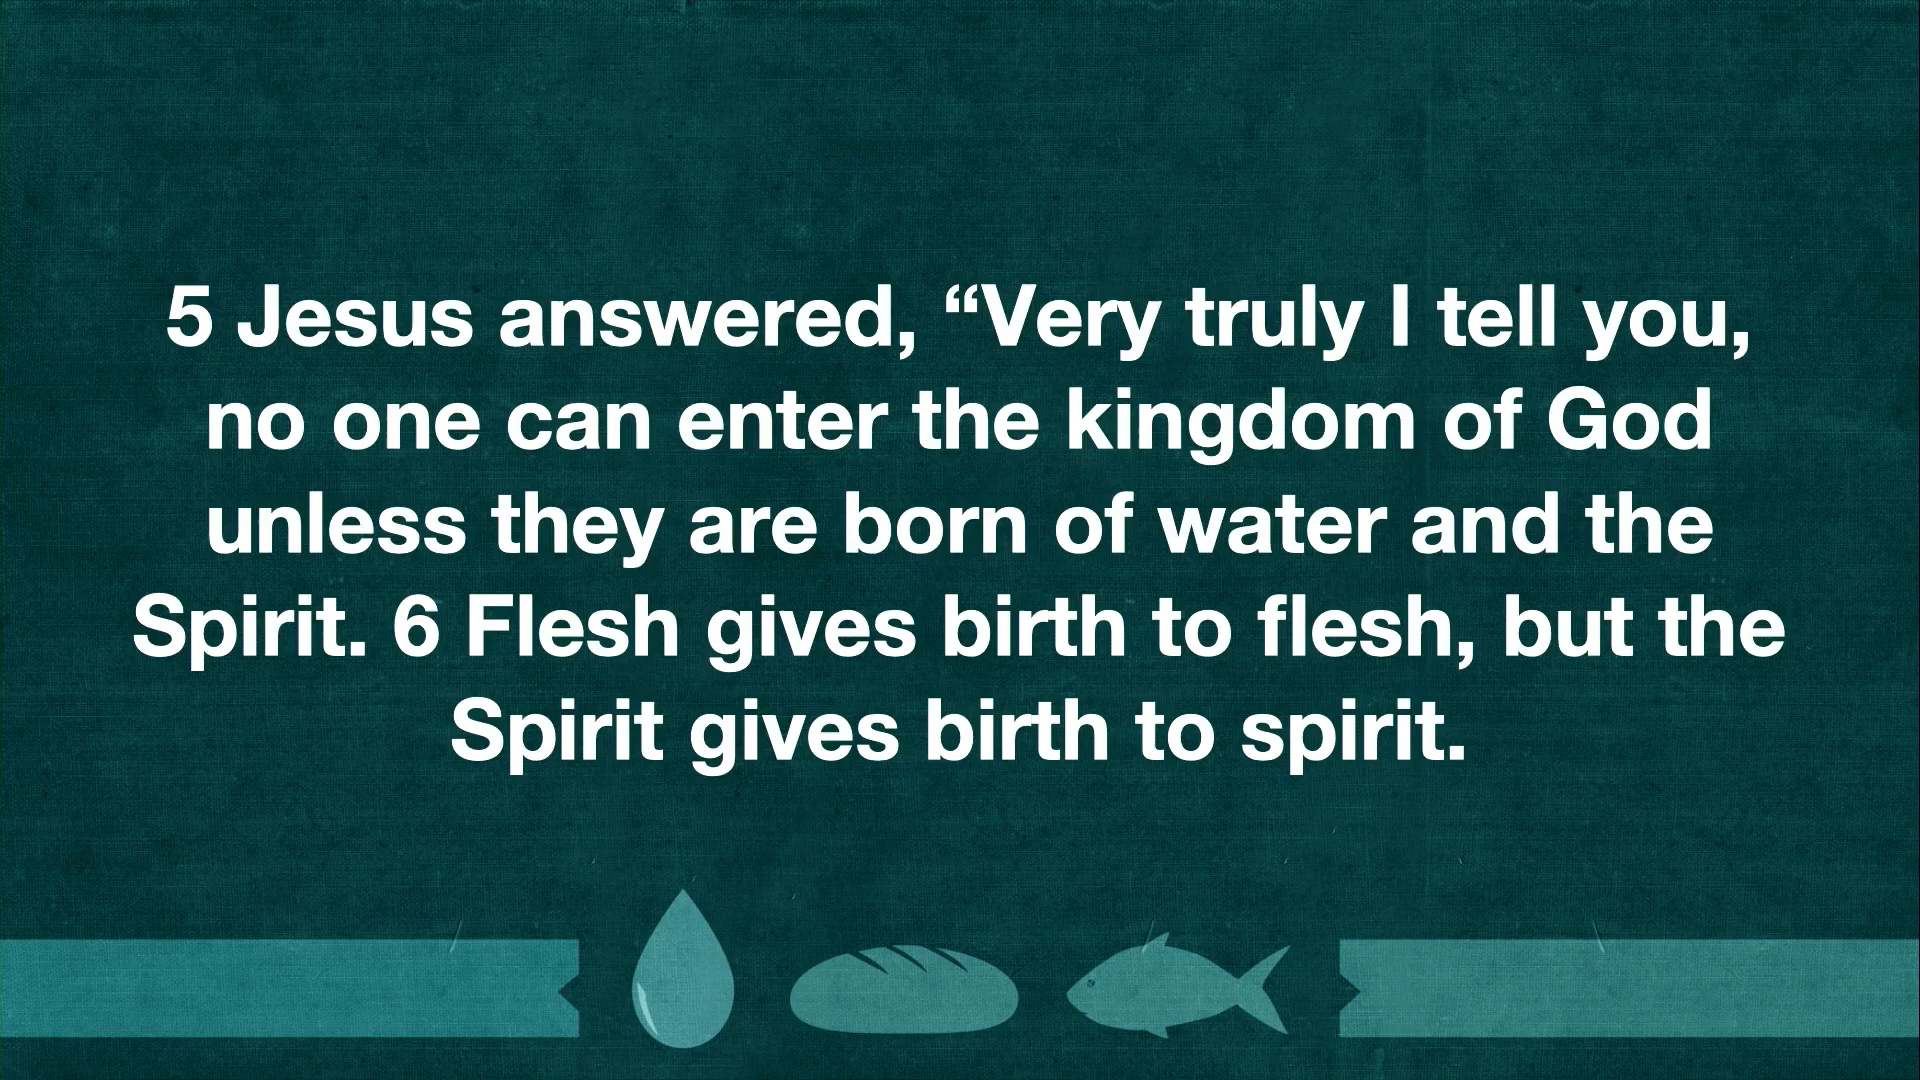 5 Jesus answered, “Very truly I tell you,
no one can enter the kingdom of God
unless they are born of water and the
Spirit. 6 Flesh gives birth to flesh, but the
Spirit gives birth to spirit.